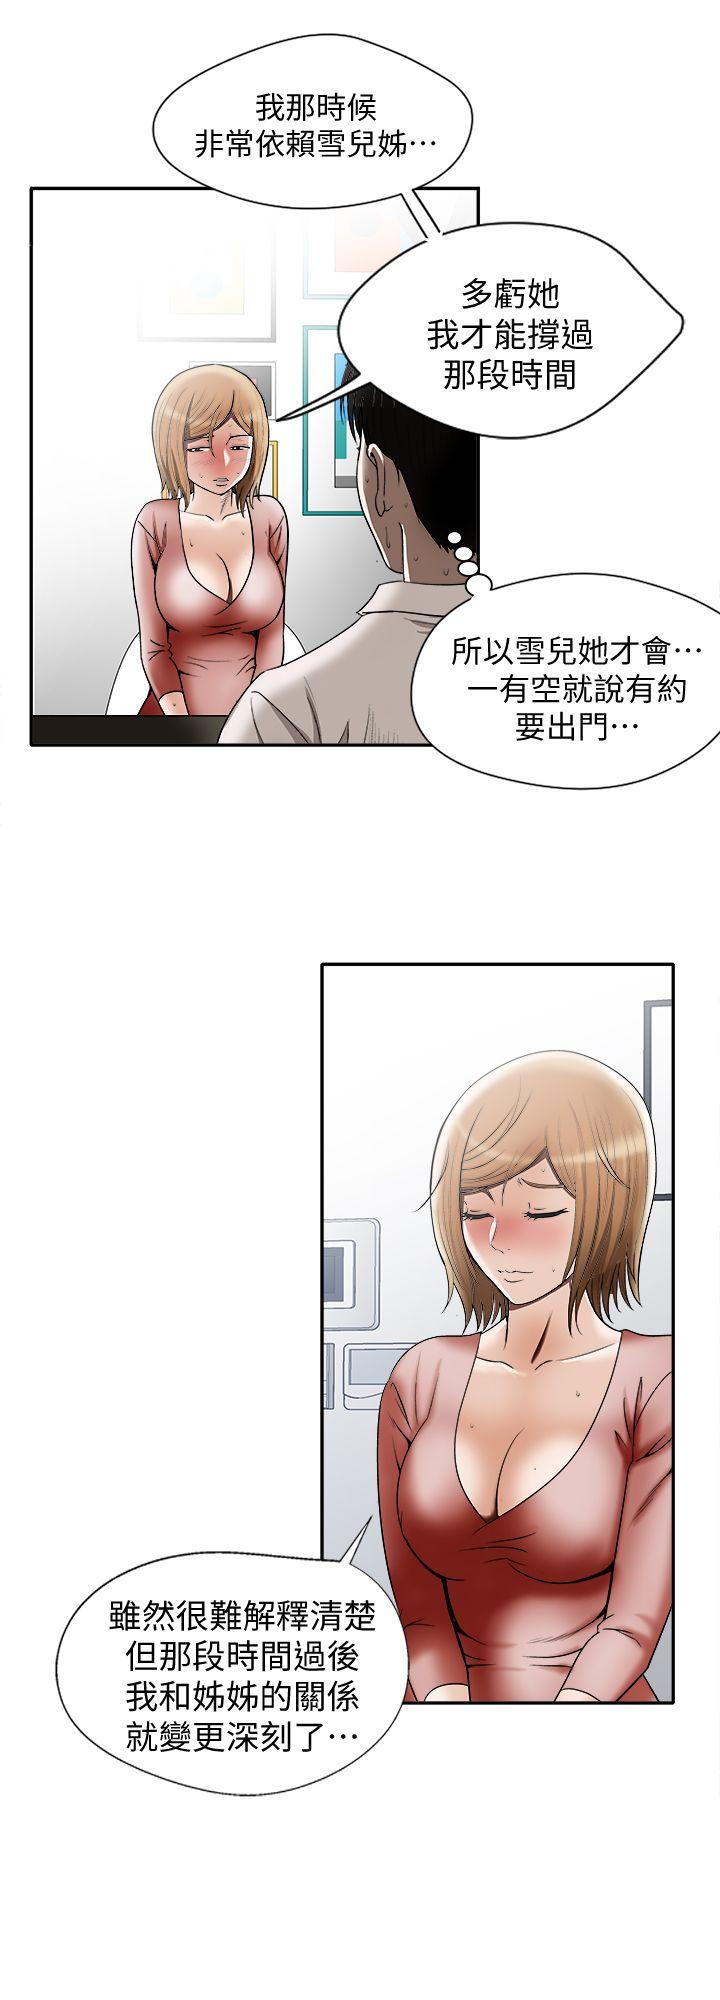 我那時候
非常依賴雪兒姊⋯
多虧她
我才能撐過
那段時間
所以雪兒她才會⋯
一有空就說有約
要出門⋯
雖然很難解釋清楚
但那段時間過後
我和姊姊的關係
就變更深刻了⋯